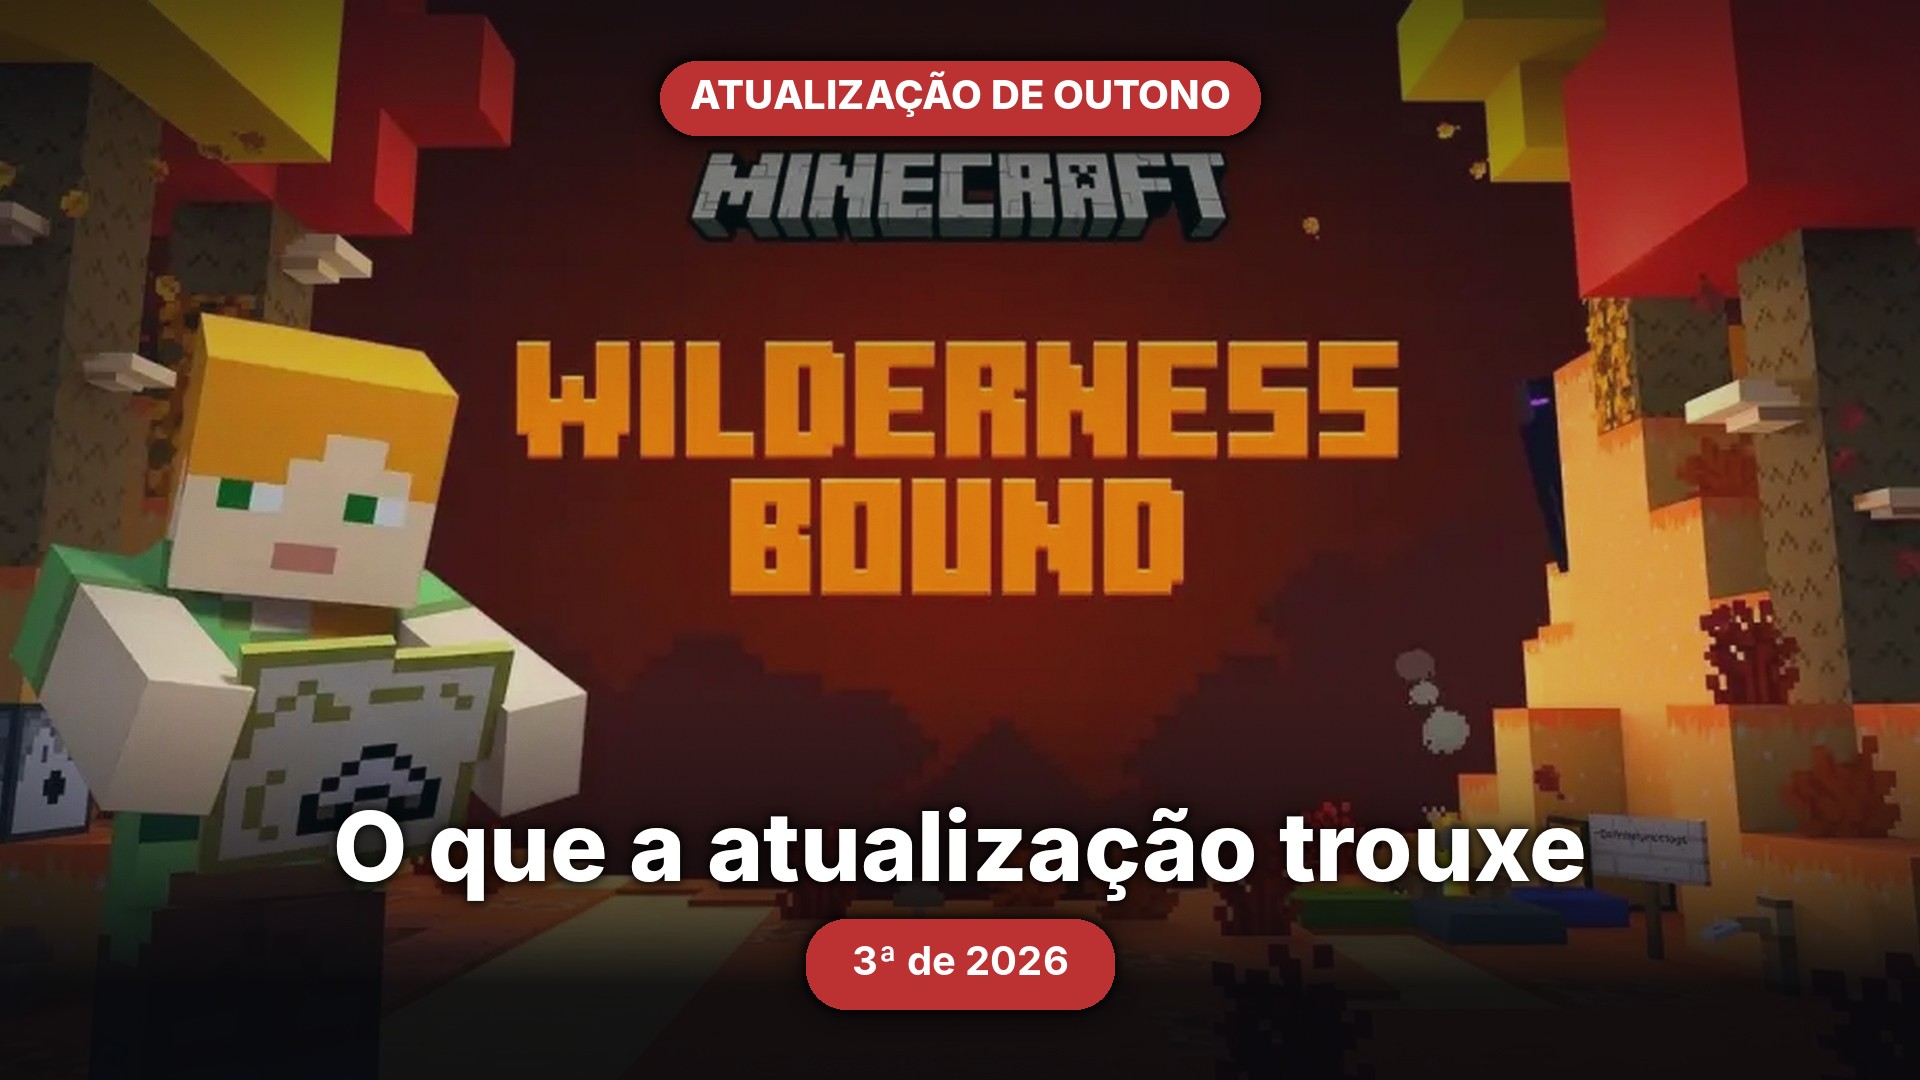 ATUALIZAÇÃO DE OUTONO
MINECRAFT
WILDERNESS
BOUND
O que a atualização trouxe
3ª de 2026